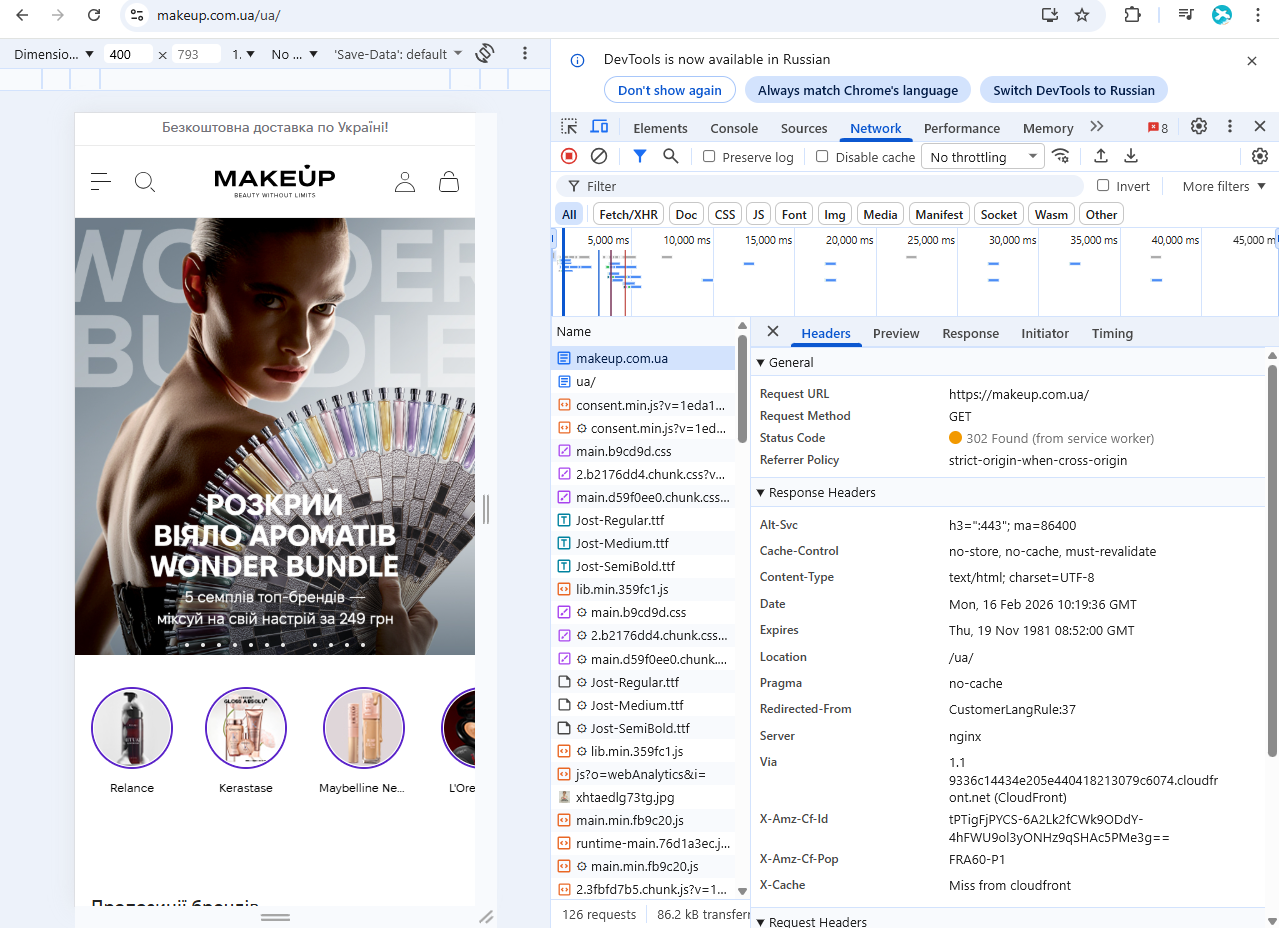 makeup.com.ua/ua/
Dimensio... 400 × 793 1. No ... 'Save-Data': default
DevTools is now available in Russian
Don't show again Always match Chrome's language Switch DevTools to Russian
Elements Console Sources Network Performance Memory 8
Preserve log Disable cache No throttling
Filter Invert More filters
All Fetch/XHR Doc CSS JS Font Img Media Manifest Socket Wasm Other
5,000 ms 10,000 ms 15,000 ms 20,000 ms 25,000 ms 30,000 ms 35,000 ms 40,000 ms 45,000 m
Безкоштовна доставка по Україні!
MAKEUP
BEAUTY WITHOUT LIMITS
WONDER
BUNDLE
РОЗКРИЙ
ВІЯЛО АРОМАТІВ
WONDER BUNDLE
5 семплів топ-брендів —
міксуй на свій настрій за 249 грн
Relance Kerastase Maybelline Ne... L'Ore
Пропозиції брендів
Name
makeup.com.ua
ua/
consent.min.js?v=1eda1...
consent.min.js?v=1ed...
main.b9cd9d.css
2.b2176dd4.chunk.css?v...
main.d59f0ee0.chunk.css...
Jost-Regular.ttf
Jost-Medium.ttf
Jost-SemiBold.ttf
lib.min.359fc1.js
main.b9cd9d.css
2.b2176dd4.chunk.css...
main.d59f0ee0.chunk....
Jost-Regular.ttf
Jost-Medium.ttf
Jost-SemiBold.ttf
lib.min.359fc1.js
js?o=webAnalytics&i=
xhtaedlg73tg.jpg
main.min.fb9c20.js
runtime-main.76d1a3ec.j...
main.min.fb9c20.js
2.3fbfd7b5.chunk.js?v=1...
126 requests 86.2 kB transferr
Headers Preview Response Initiator Timing
General
Request URL https://makeup.com.ua/
Request Method GET
Status Code 302 Found (from service worker)
Referrer Policy strict-origin-when-cross-origin
Response Headers
Alt-Svc h3=":443"; ma=86400
Cache-Control no-store, no-cache, must-revalidate
Content-Type text/html; charset=UTF-8
Date Mon, 16 Feb 2026 10:19:36 GMT
Expires Thu, 19 Nov 1981 08:52:00 GMT
Location /ua/
Pragma no-cache
Redirected-From CustomerLangRule:37
Server nginx
Via 1.1
9336c14434e205e440418213079c6074.cloudfr
ont.net (CloudFront)
X-Amz-Cf-Id tPTigFjPYCS-6A2Lk2fCWk9ODdY-
4hFWU9ol3yONHz9qSHAc5PMe3g==
X-Amz-Cf-Pop FRA60-P1
X-Cache Miss from cloudfront
Request Headers